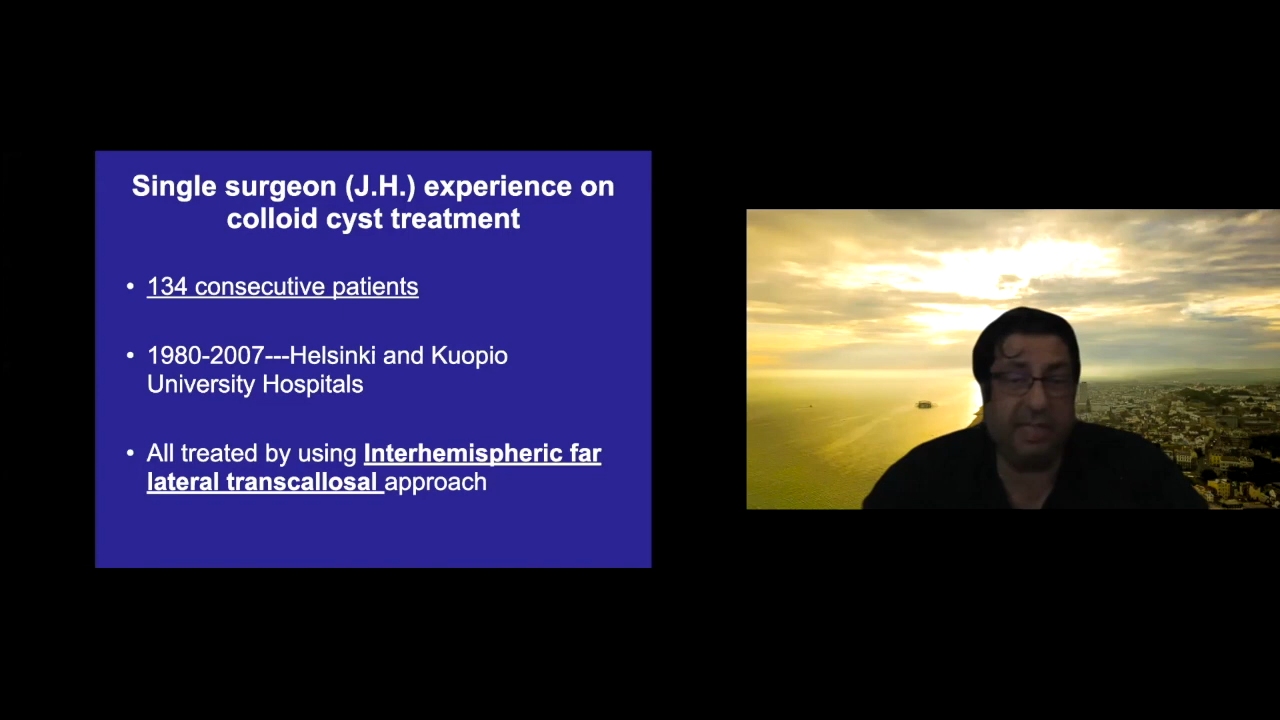 Single surgeon (J.H.) experience on
colloid cyst treatment
• 134 consecutive patients
• 1980-2007---Helsinki and Kuopio
University Hospitals
• All treated by using Interhemispheric far
lateral transcallosal approach